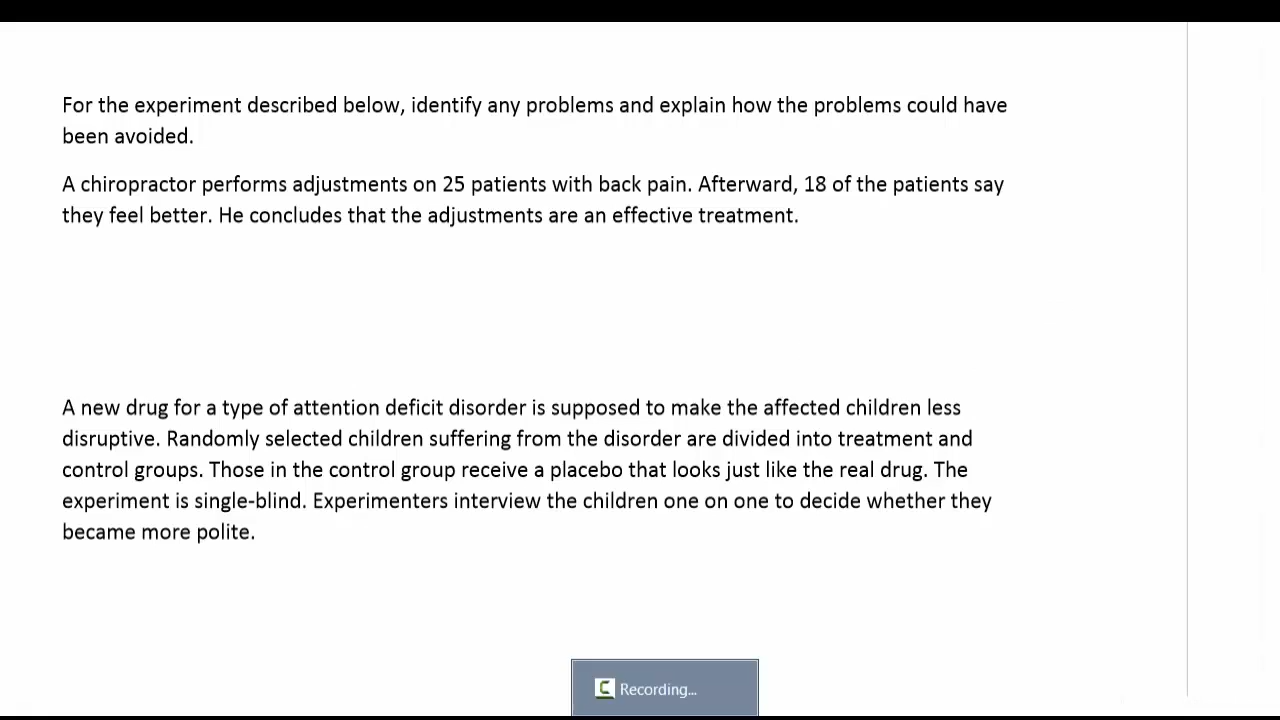 For the experiment described below, identify any problems and explain how the problems could have
been avoided.
A chiropractor performs adjustments on 25 patients with back pain. Afterward, 18 of the patients say
they feel better. He concludes that the adjustments are an effective treatment.
A new drug for a type of attention deficit disorder is supposed to make the affected children less
disruptive. Randomly selected children suffering from the disorder are divided into treatment and
control groups. Those in the control group receive a placebo that looks just like the real drug. The
experiment is single-blind. Experimenters interview the children one on one to decide whether they
became more polite.
Recording...